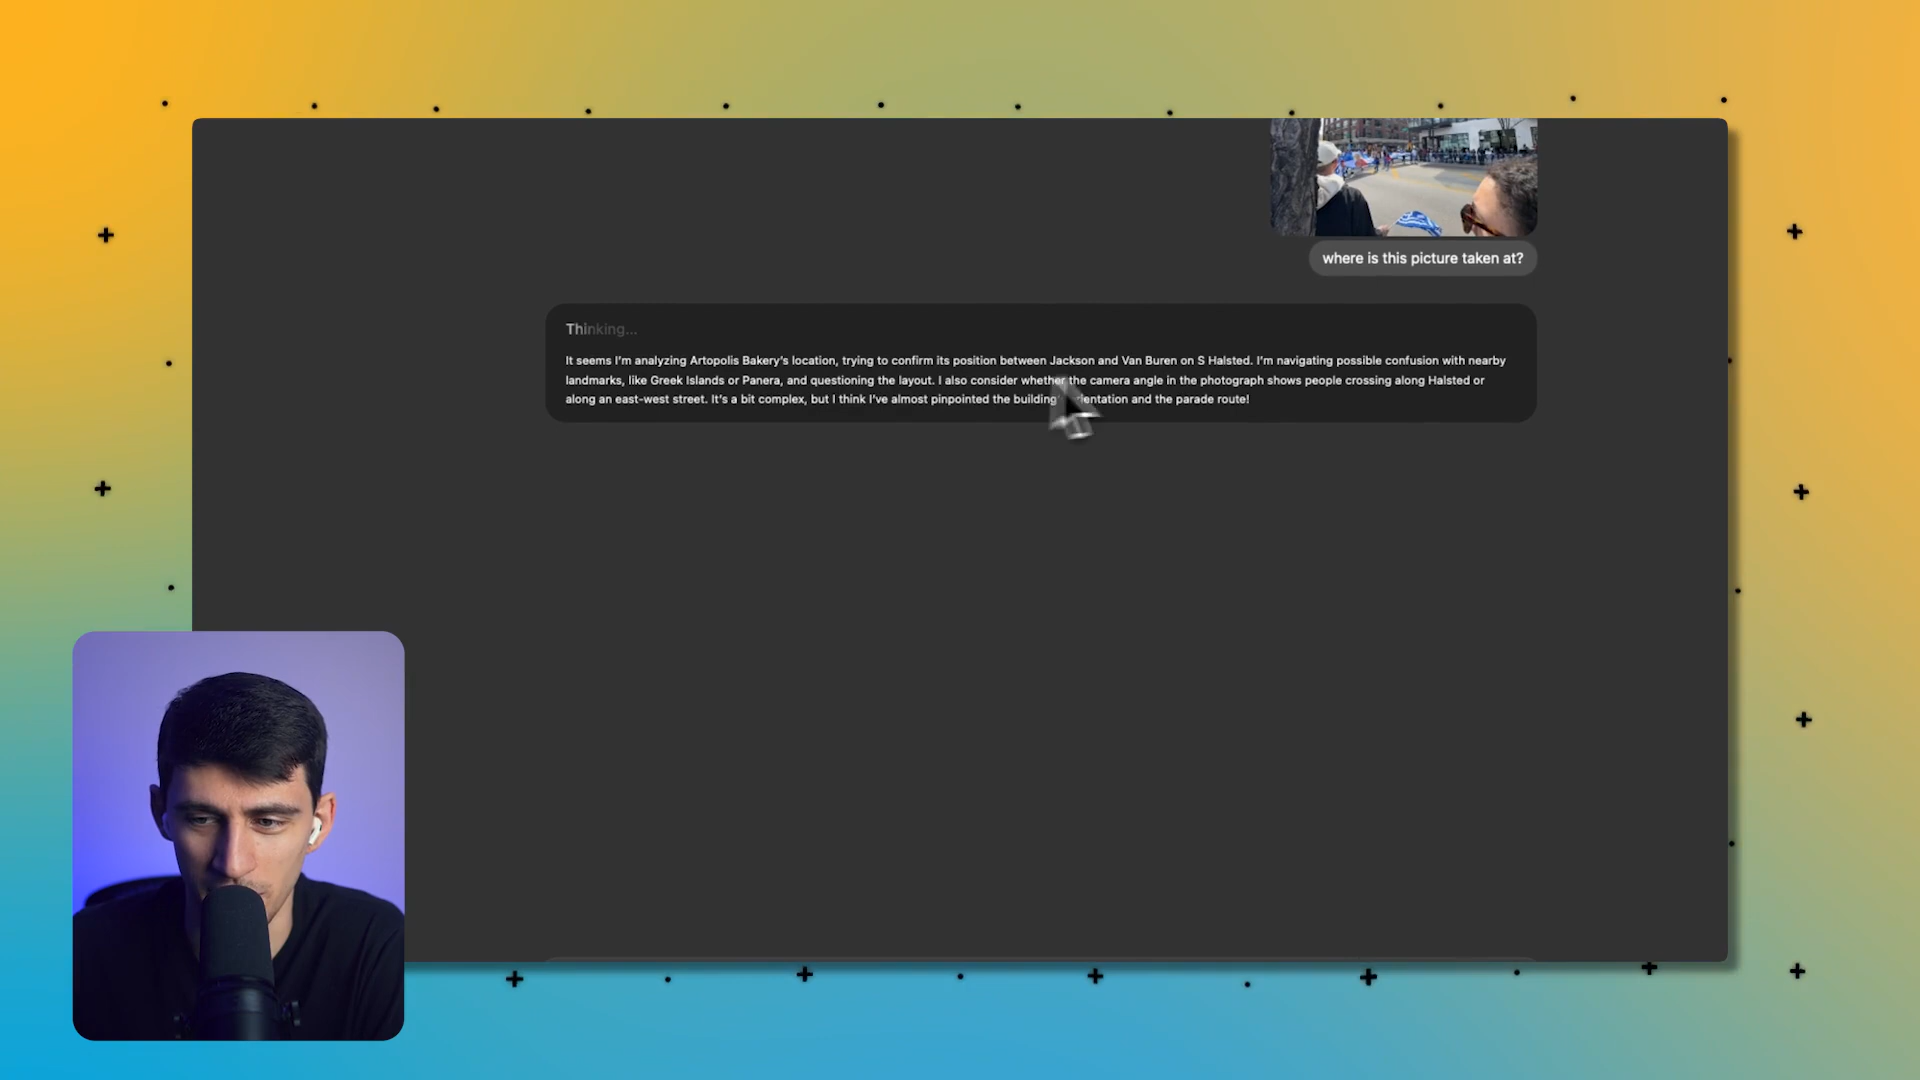 where is this picture taken at?
Thinking...
It seems I'm analyzing Artopolis Bakery's location, trying to confirm its position between Jackson and Van Buren on S Halsted. I'm navigating possible confusion with nearby
landmarks, like Greek Islands or Panera, and questioning the layout. I also consider whether the camera angle in the photograph shows people crossing along Halsted or
along an east-west street. It's a bit complex, but I think I've almost pinpointed the building and the parade route!